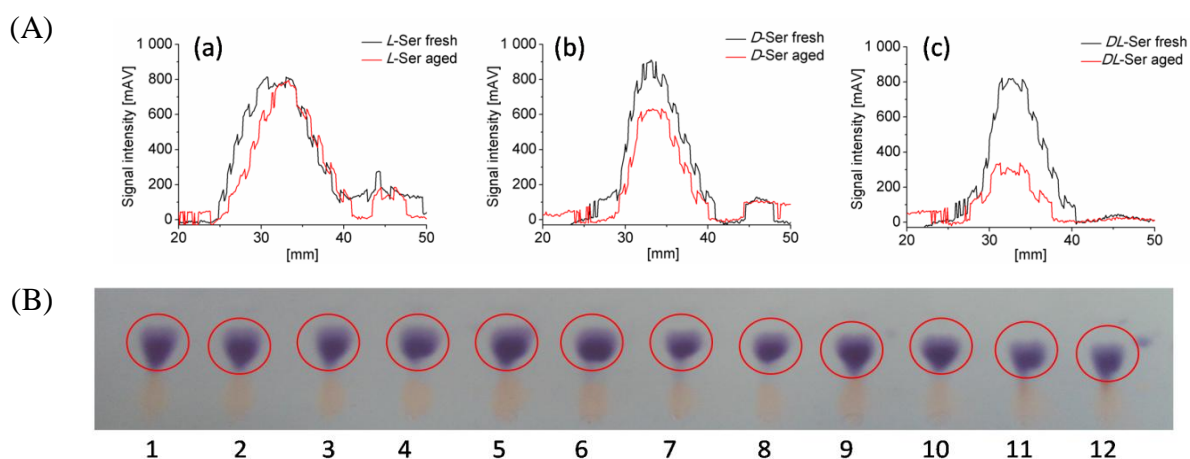 (A)
(a)
L-Ser fresh
L-Ser aged
1 000
800
600
400
200
0
Signal intensity [mAV]
20 30 40 50
[mm]
(b)
D-Ser fresh
D-Ser aged
1 000
800
600
400
200
0
Signal intensity [mAV]
20 30 40 50
[mm]
(c)
DL-Ser fresh
DL-Ser aged
1 000
800
600
400
200
0
Signal intensity [mAV]
20 30 40 50
[mm]
(B)
1 2 3 4 5 6 7 8 9 10 11 12